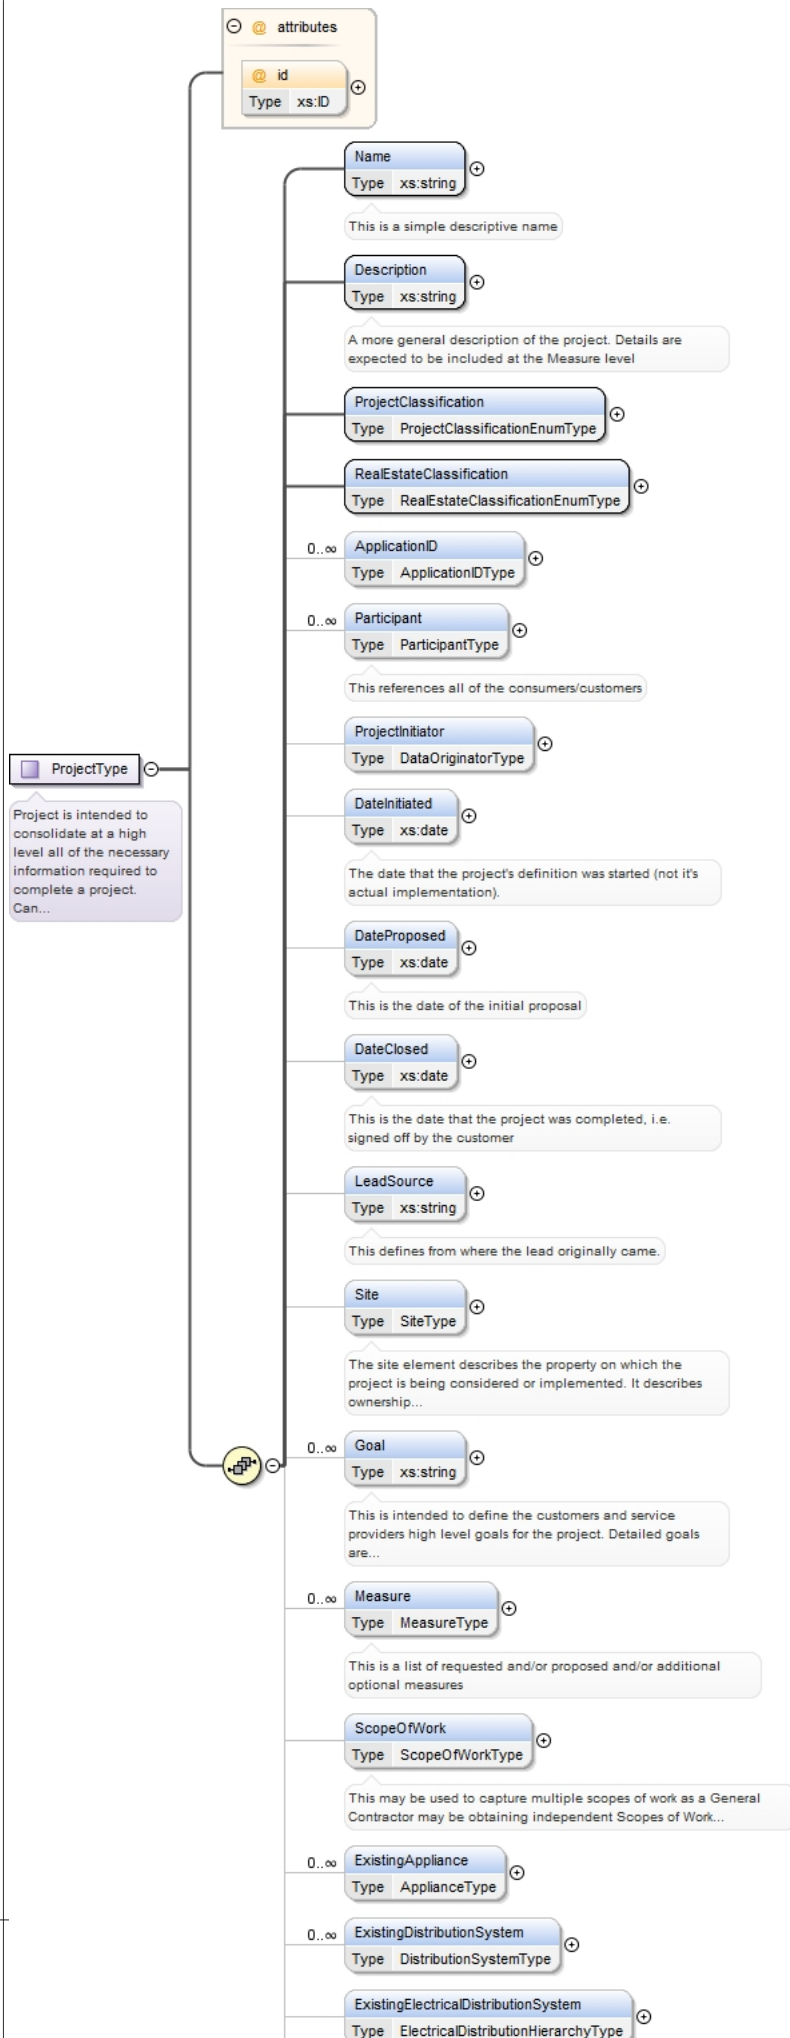 @ attributes
@ id
Type xs:ID
Name
Type xs:string
This is a simple descriptive name
Description
Type xs:string
A more general description of the project. Details are
expected to be included at the Measure level
ProjectClassification
Type ProjectClassificationEnumType
RealEstateClassification
Type RealEstateClassificationEnumType
0..∞
ApplicationID
Type ApplicationIDType
0..∞
Participant
Type ParticipantType
This references all of the consumers/customers
ProjectInitiator
Type DataOriginatorType
ProjectType
Project is intended to
consolidate at a high
level all of the necessary
information required to
complete a project.
Can...
DateInitiated
Type xs:date
The date that the project's definition was started (not it's
actual implementation).
DateProposed
Type xs:date
This is the date of the initial proposal
DateClosed
Type xs:date
This is the date that the project was completed, i.e.
signed off by the customer
LeadSource
Type xs:string
This defines from where the lead originally came.
Site
Type SiteType
The site element describes the property on which the
project is being considered or implemented. It describes
ownership...
0..∞
Goal
Type xs:string
This is intended to define the customers and service
providers high level goals for the project. Detailed goals
are...
0..∞
Measure
Type MeasureType
This is a list of requested and/or proposed and/or additional
optional measures
ScopeOfWork
Type ScopeOfWorkType
This may be used to capture multiple scopes of work as a General
Contractor may be obtaining independent Scopes of Work...
0..∞
ExistingAppliance
Type ApplianceType
0..∞
ExistingDistributionSystem
Type DistributionSystemType
ExistingElectricalDistributionSystem
Type ElectricalDistributionHierarchyType